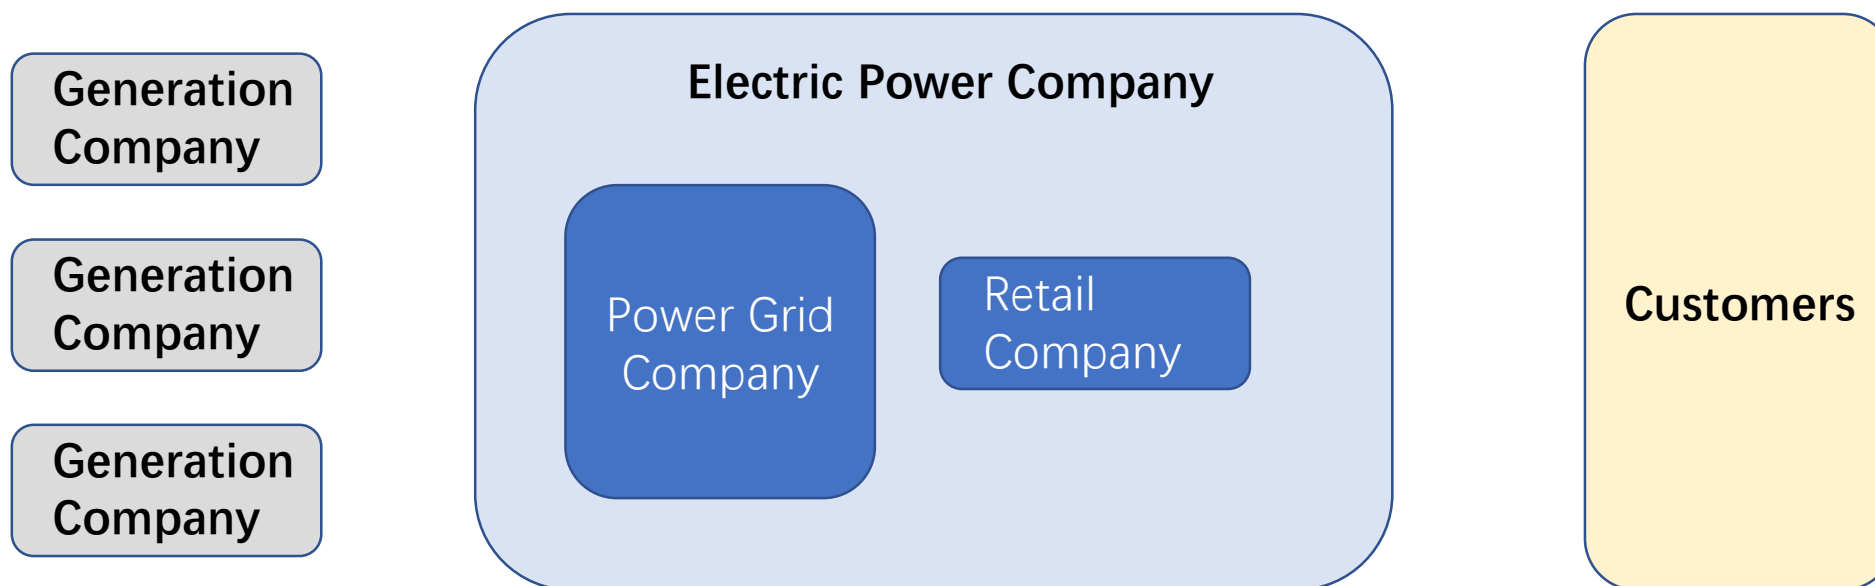 Generation
Company
Generation
Company
Generation
Company
Electric Power Company
Power Grid
Company
Retail
Company
Customers